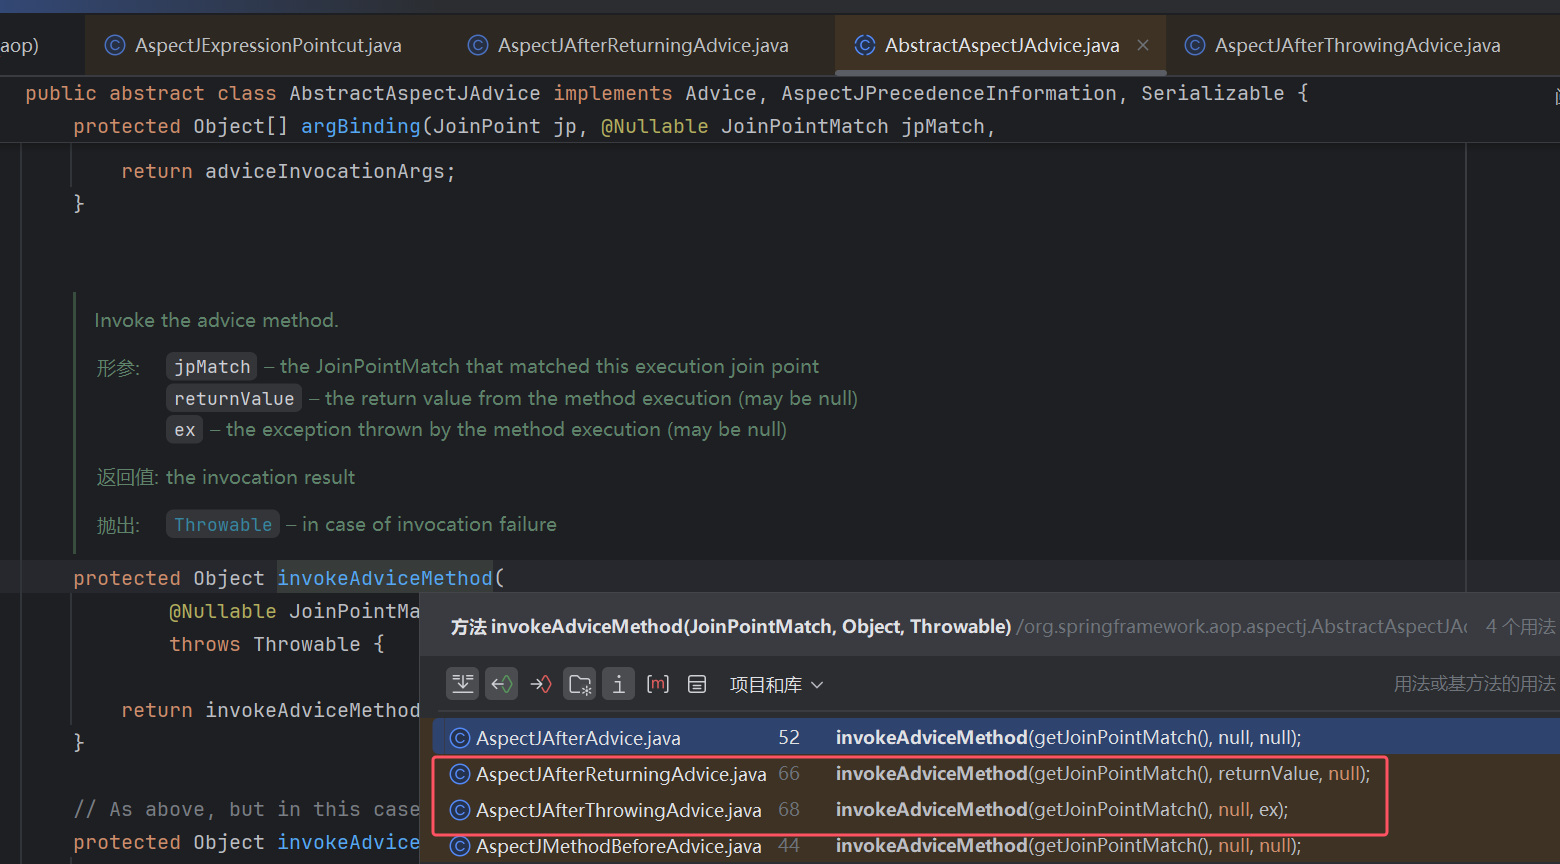 aop)
AspectJExpressionPointcut.java
AspectJAfterReturningAdvice.java
AbstractAspectJAdvice.java
AspectJAfterThrowingAdvice.java
public abstract class AbstractAspectJAdvice implements Advice, AspectJPrecedenceInformation, Serializable {
protected Object[] argBinding(JoinPoint jp, @Nullable JoinPointMatch jpMatch,
return adviceInvocationArgs;
}
Invoke the advice method.
形参: jpMatch – the JoinPointMatch that matched this execution join point
returnValue – the return value from the method execution (may be null)
ex – the exception thrown by the method execution (may be null)
返回值: the invocation result
抛出: Throwable – in case of invocation failure
protected Object invokeAdviceMethod(
@Nullable JoinPointMa
throws Throwable {
return invokeAdviceMethod
}
// As above, but in this case
protected Object invokeAdvice
方法 invokeAdviceMethod(JoinPointMatch, Object, Throwable) /org.springframework.aop.aspectj.AbstractAspectJAd 4 个用法
项目和库
用法或基方法的用法
AspectJAfterAdvice.java 52 invokeAdviceMethod(getJoinPointMatch(), null, null);
AspectJAfterReturningAdvice.java 66 invokeAdviceMethod(getJoinPointMatch(), returnValue, null);
AspectJAfterThrowingAdvice.java 68 invokeAdviceMethod(getJoinPointMatch(), null, ex);
AspectJMethodBeforeAdvice.java 44 invokeAdviceMethod(getJoinPointMatch(), null, null);